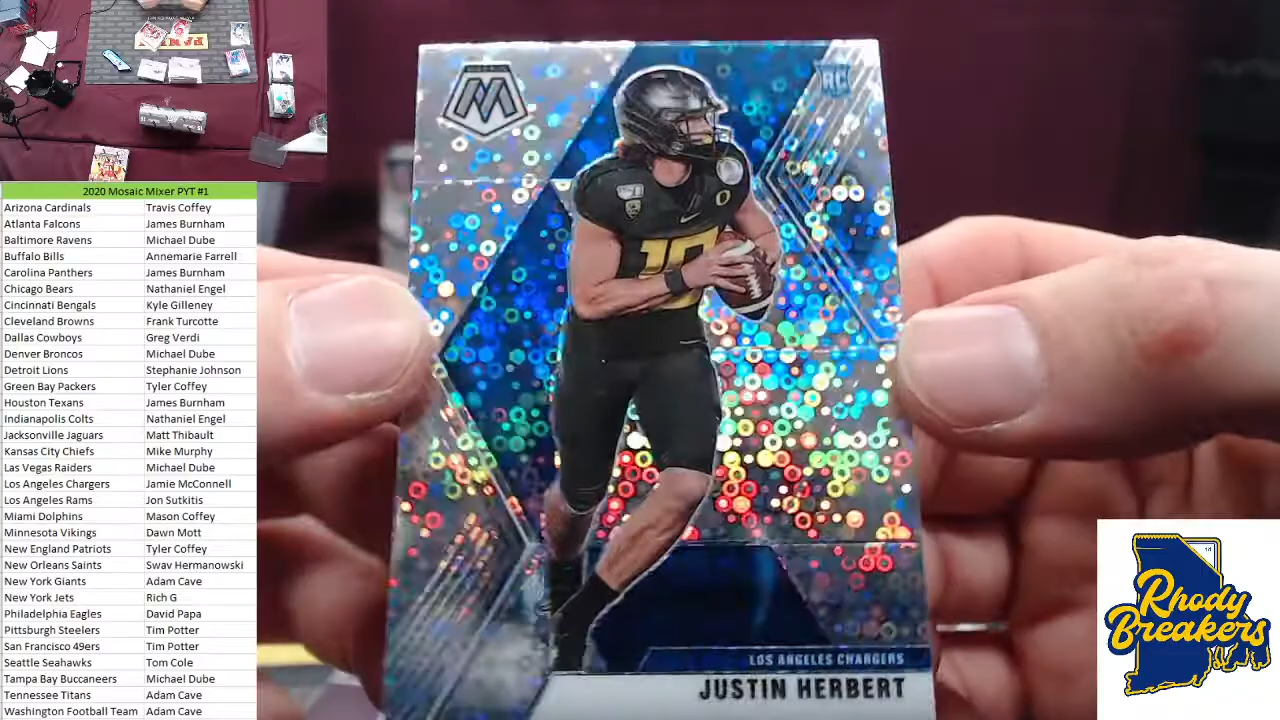 2020 Mosaic Mixer PYT #1
Arizona Cardinals Travis Coffey
Atlanta Falcons James Burnham
Baltimore Ravens Michael Dube
Buffalo Bills Annemarie Farrell
Carolina Panthers James Burnham
Chicago Bears Nathaniel Engel
Cincinnati Bengals Kyle Gilleney
Cleveland Browns Frank Turcotte
Dallas Cowboys Greg Verdi
Denver Broncos Michael Dube
Detroit Lions Stephanie Johnson
Green Bay Packers Tyler Coffey
Houston Texans James Burnham
Indianapolis Colts Nathaniel Engel
Jacksonville Jaguars Matt Thibault
Kansas City Chiefs Mike Murphy
Las Vegas Raiders Michael Dube
Los Angeles Chargers Jamie McConnell
Los Angeles Rams Jon Sutkitis
Miami Dolphins Mason Coffey
Minnesota Vikings Dawn Mott
New England Patriots Tyler Coffey
New Orleans Saints Swav Hermanowski
New York Giants Adam Cave
New York Jets Rich G
Philadelphia Eagles David Papa
Pittsburgh Steelers Tim Potter
San Francisco 49ers Tim Potter
Seattle Seahawks Tom Cole
Tampa Bay Buccaneers Michael Dube
Tennessee Titans Adam Cave
Washington Football Team Adam Cave
RC
10
LOS ANGELES CHARGERS
JUSTIN HERBERT
Rhody
Breakers